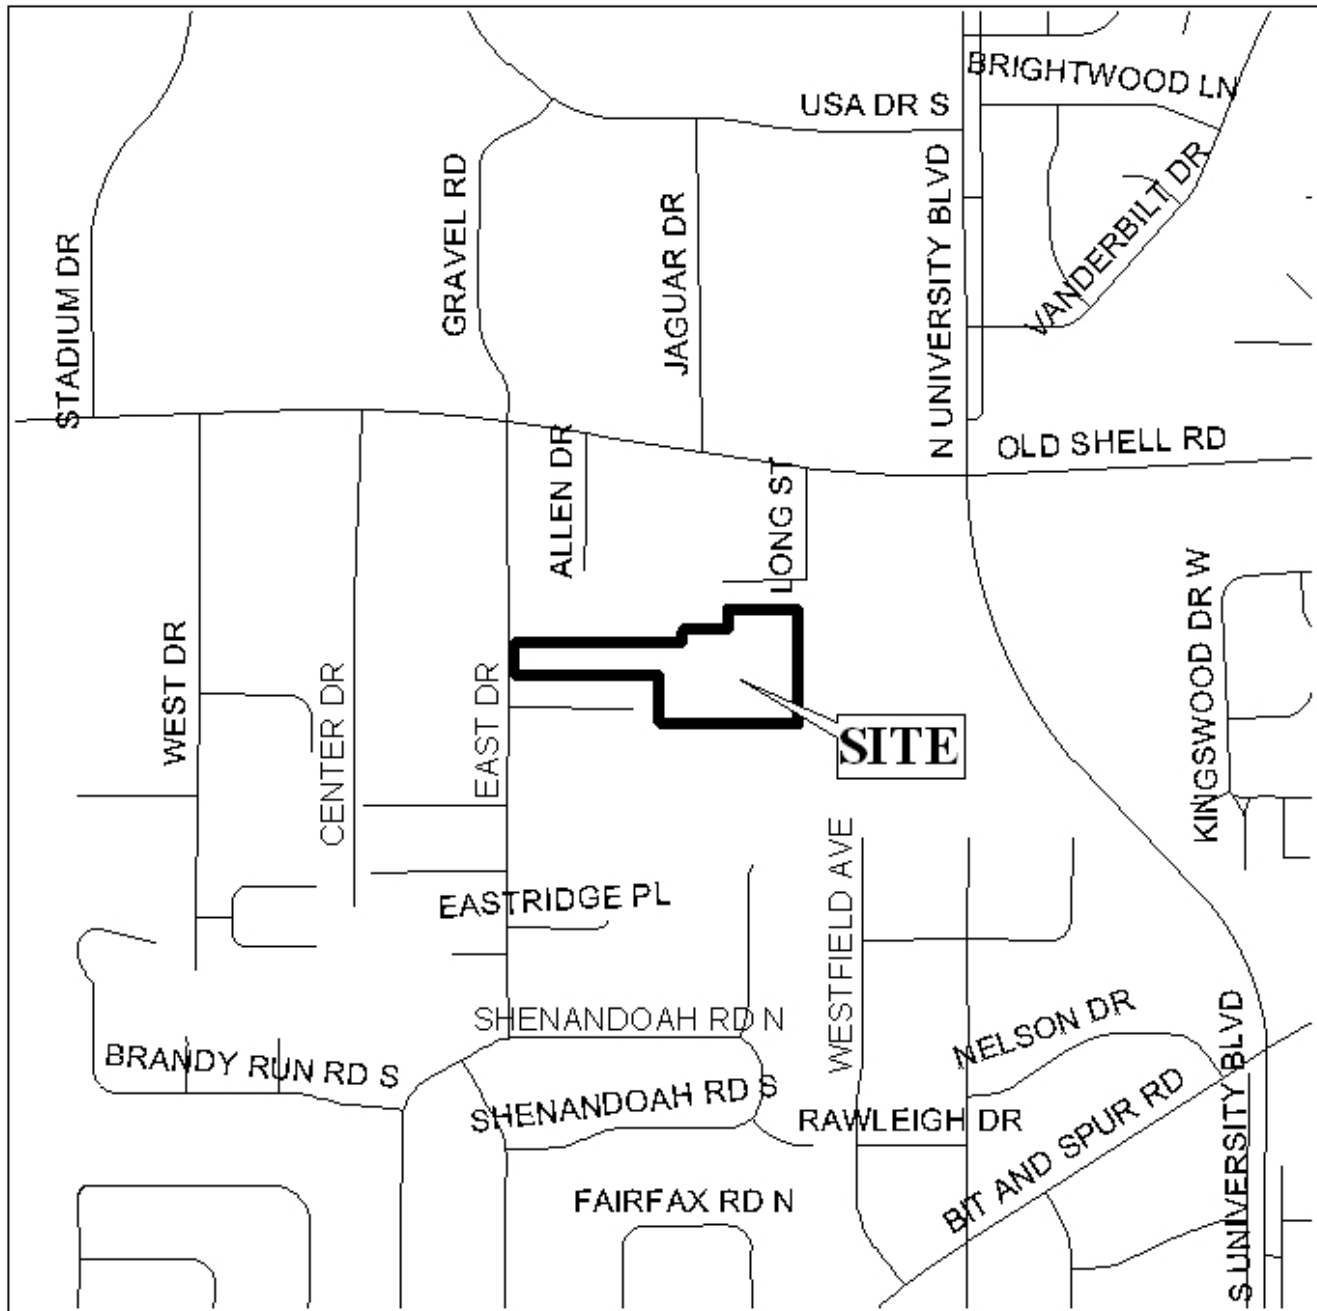 BRIGHTWOOD LN
USA DR S
GRAVEL RD
N UNIVERSITY BLVD
VANDERBILT DR
STADIUM DR
JAGUAR DR
OLD SHELL RD
ALLEN DR
LONG ST
KINGSWOOD DR W
WEST DR
CENTER DR
EAST DR
SITE
EASTRIDGE PL
WESTFIELD AVE
SHENANDOAH RD N
NELSON DR
S UNIVERSITY BLVD
BRANDY RUN RD S
SHENANDOAH RD S
RAWLEIGH DR
BIT AND SPUR RD
FAIRFAX RD N